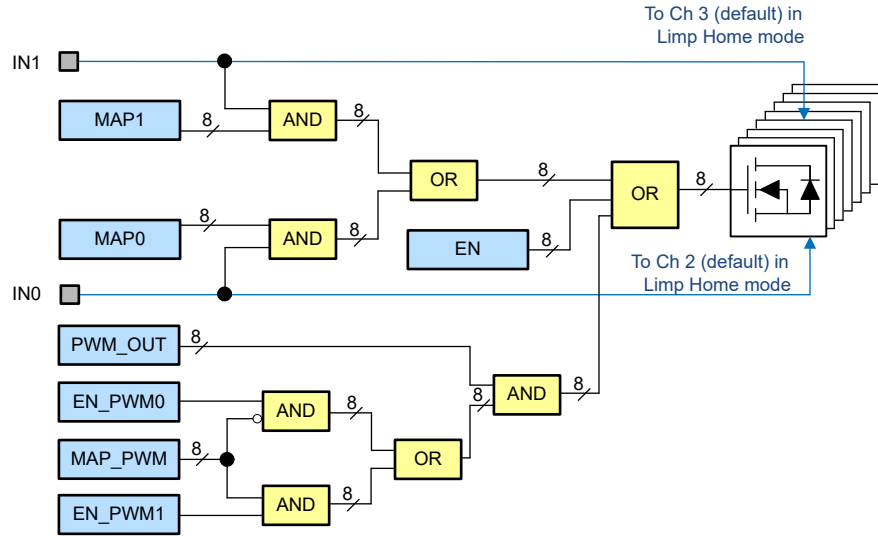 To Ch 3 (default) in
Limp Home mode
IN1
MAP1
8
AND
8
OR
8
OR
8
MAP0
8
AND
8
EN
8
To Ch 2 (default) in
Limp Home mode
IN0
PWM_OUT
8
AND
8
8
EN_PWM0
AND
8
MAP_PWM
8
OR
EN_PWM1
AND
8